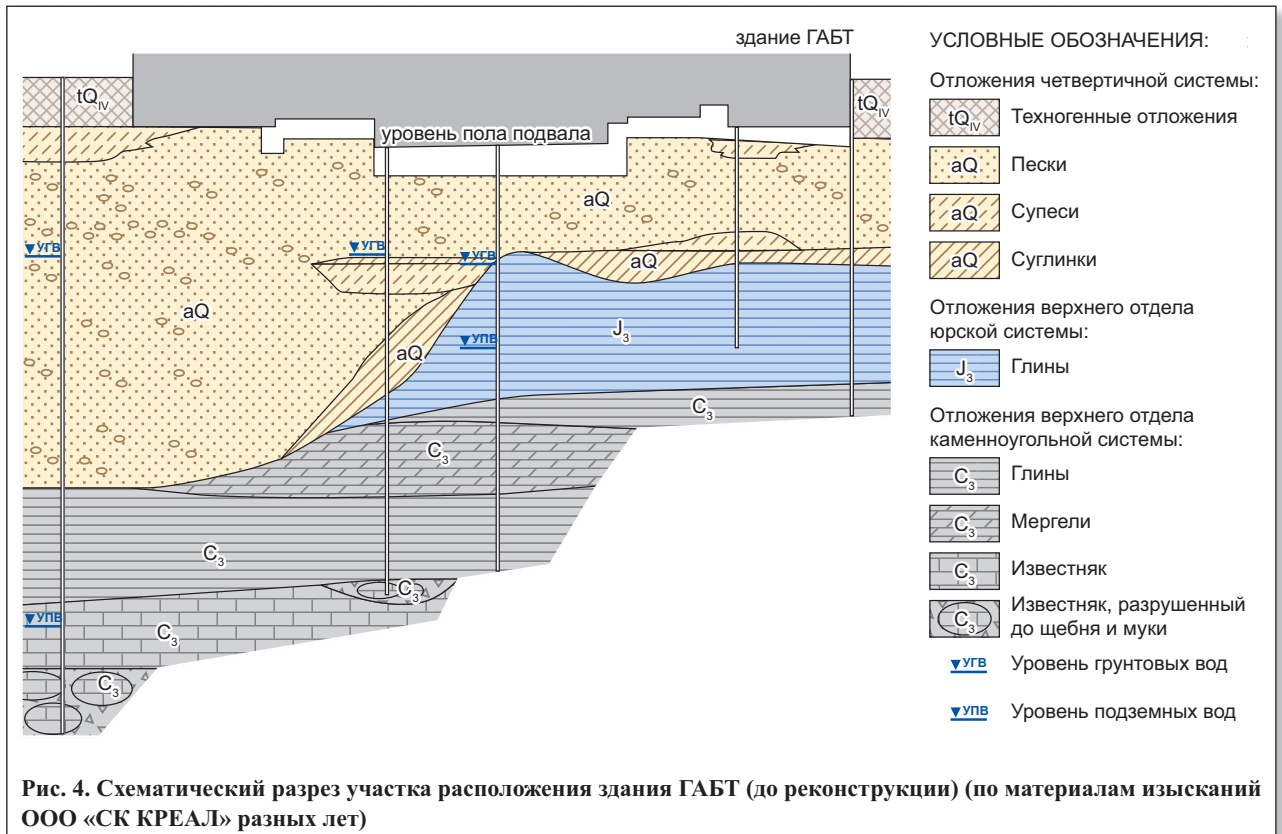 здание ГАБТ
tQIV
tQIV
уровень пола подвала
aQ
УГВ
УГВ
УГВ
aQ
aQ
aQ
УПВ
J3
C3
C3
C3
C3
УПВ
C3
C3
УСЛОВНЫЕ ОБОЗНАЧЕНИЯ:
Отложения четвертичной системы:
tQIV Техногенные отложения
aQ Пески
aQ Супеси
aQ Суглинки
Отложения верхнего отдела
юрской системы:
J3 Глины
Отложения верхнего отдела
каменноугольной системы:
C3 Глины
C3 Мергели
C3 Известняк
C3 Известняк, разрушенный
до щебня и муки
УГВ Уровень грунтовых вод
УПВ Уровень подземных вод
Рис. 4. Схематический разрез участка расположения здания ГАБТ (до реконструкции) (по материалам изысканий
ООО «СК КРЕАЛ» разных лет)